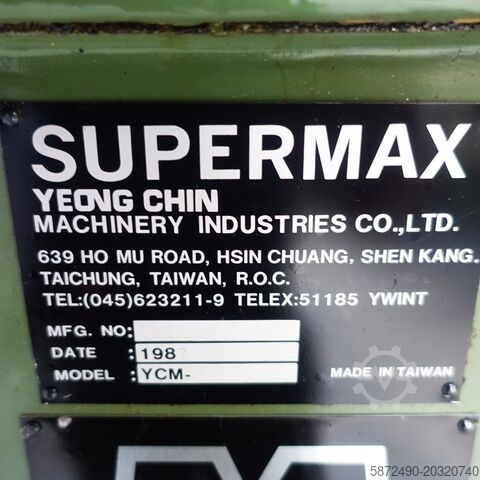 SUPERMAX
YEONG CHIN
MACHINERY INDUSTRIES CO.,LTD.
639 HO MU ROAD, HSIN CHUANG, SHEN KANG.
TAICHUNG, TAIWAN, R.O.C.
TEL:(045)623211-9 TELEX:51185 YWINT
MFG. NO:
DATE : 198
MODEL : YCM-
MADE IN TAIWAN
5872490-20320740